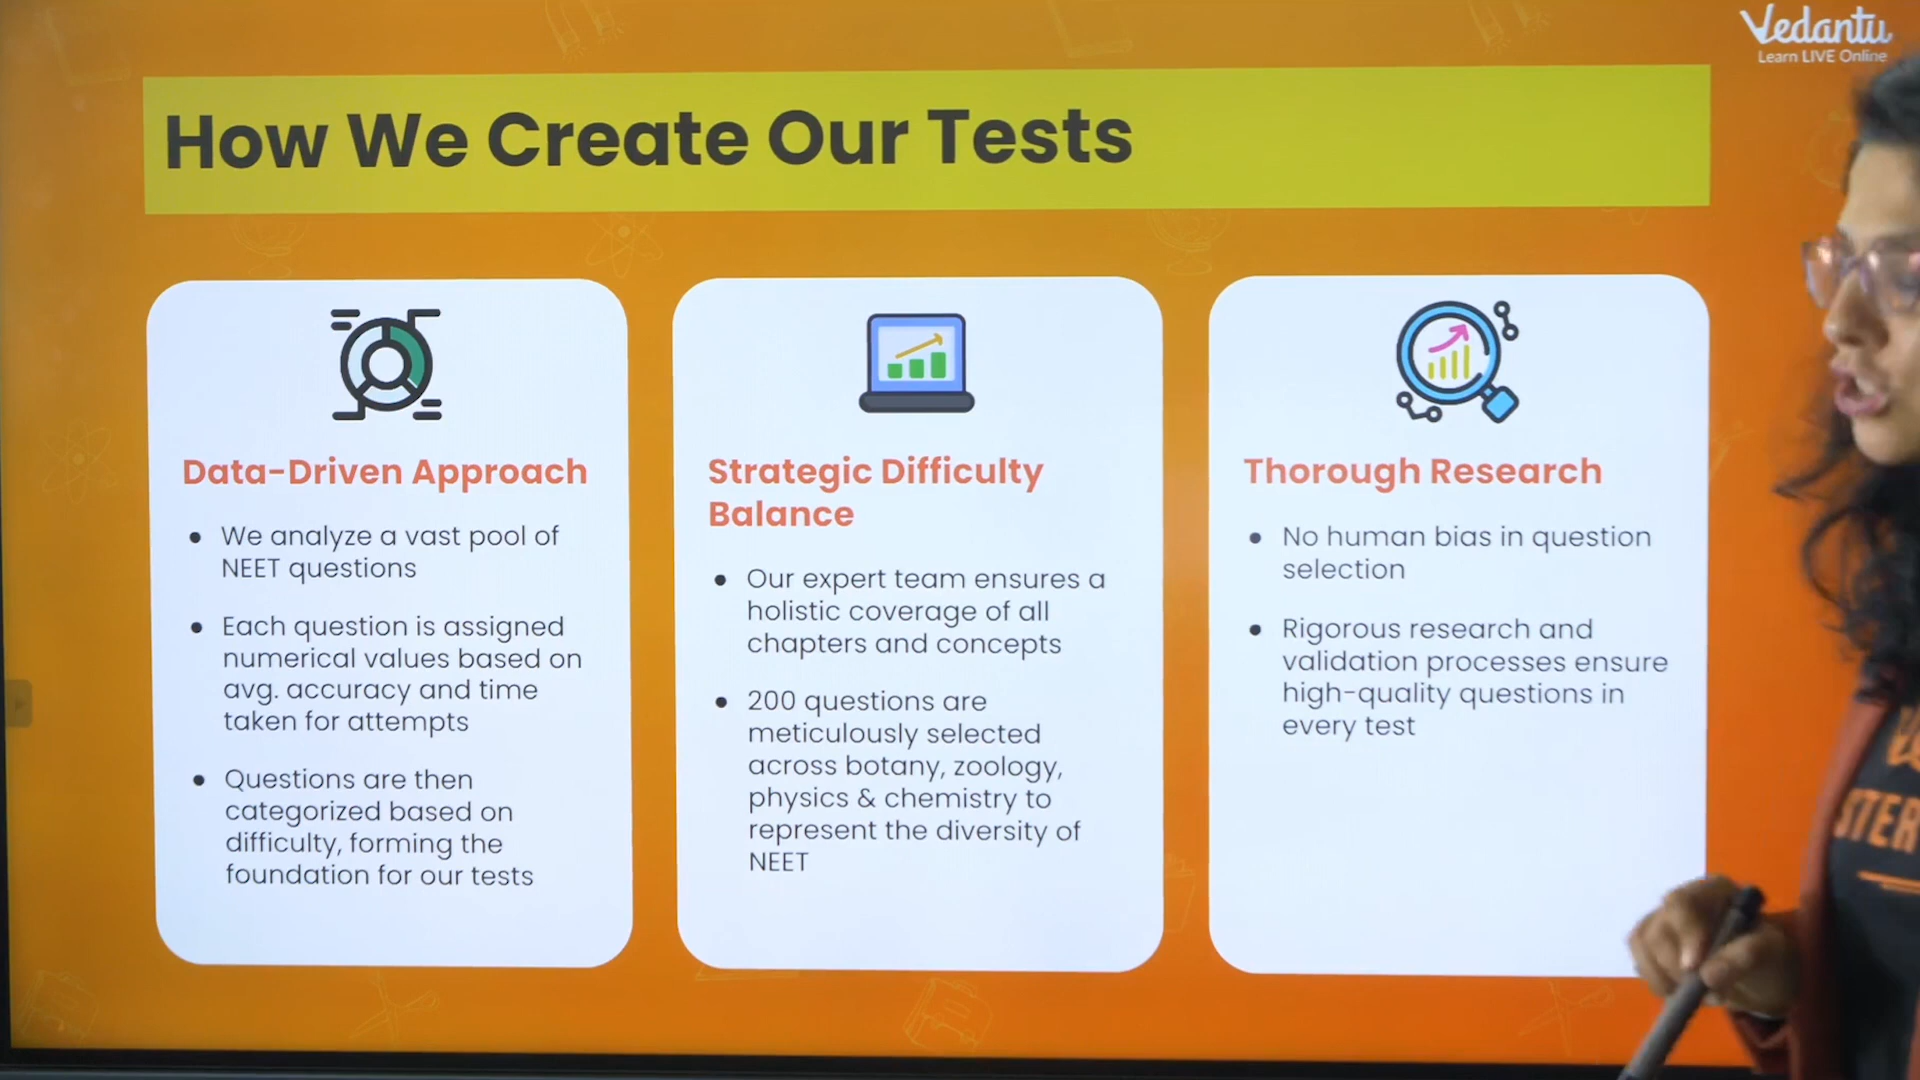 Vedantu
Learn LIVE Online
How We Create Our Tests
Data-Driven Approach
• We analyze a vast pool of
NEET questions
• Each question is assigned
numerical values based on
avg. accuracy and time
taken for attempts
• Questions are then
categorized based on
difficulty, forming the
foundation for our tests
Strategic Difficulty
Balance
• Our expert team ensures a
holistic coverage of all
chapters and concepts
• 200 questions are
meticulously selected
across botany, zoology,
physics & chemistry to
represent the diversity of
NEET
Thorough Research
• No human bias in question
selection
• Rigorous research and
validation processes ensure
high-quality questions in
every test